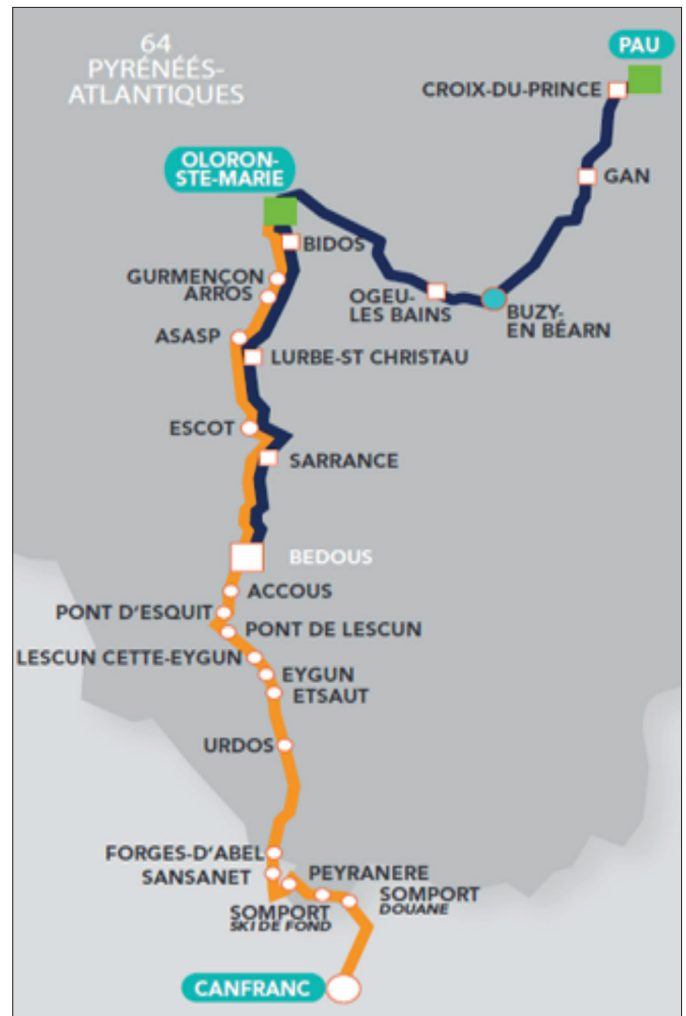 64
PYRÉNÉÉS-
ATLANTIQUES
PAU
CROIX-DU-PRINCE
OLORON-
STE-MARIE
GAN
BIDOS
GURMENÇON
ARROS
OGEU-
LES BAINS
BUZY-
EN BÉARN
ASASP
LURBE-ST CHRISTAU
ESCOT
SARRANCE
BEDOUS
ACCOUS
PONT D'ESQUIT
PONT DE LESCUN
LESCUN CETTE-EYGUN
EYGUN
ETSAUT
URDOS
FORGES-D'ABEL
SANSANET
PEYRANERE
SOMPORT
DOUANE
SOMPORT
SKI DE FOND
CANFRANC